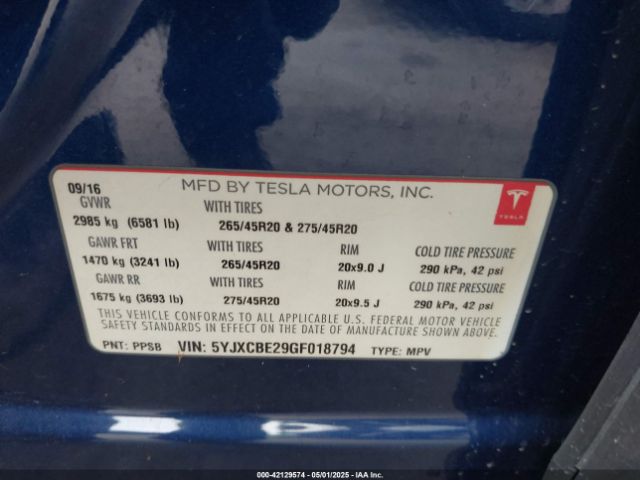 09/16 MFD BY TESLA MOTORS, INC.
GVWR WITH TIRES
2985 kg (6581 lb) 265/45R20 & 275/45R20
TESLA
GAWR FRT WITH TIRES RIM COLD TIRE PRESSURE
1470 kg (3241 lb) 265/45R20 20x9.0 J 290 kPa, 42 psi
GAWR RR WITH TIRES RIM COLD TIRE PRESSURE
1675 kg (3693 lb) 275/45R20 20x9.5 J 290 kPa, 42 psi
THIS VEHICLE CONFORMS TO ALL APPLICABLE U.S. FEDERAL MOTOR VEHICLE
SAFETY STANDARDS IN EFFECT ON THE DATE OF MANUFACTURE SHOWN ABOVE.
PNT: PPSB VIN: 5YJXCBE29GF018794 TYPE: MPV
000-42129574 | 05/01/2025 | IAA Inc.